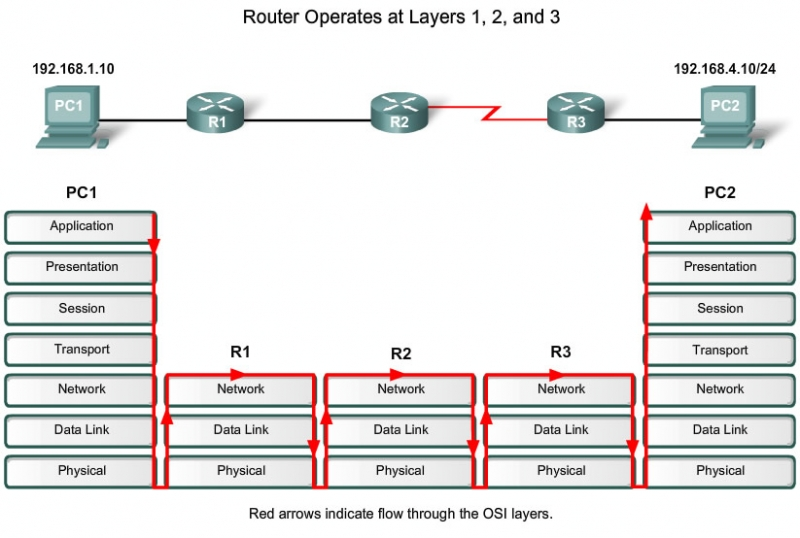 Router Operates at Layers 1, 2, and 3
192.168.1.10
192.168.4.10/24
PC1
R1
R2
R3
PC2
PC1
PC2
Application
Application
Presentation
Presentation
Session
Session
Transport
R1
R2
R3
Transport
Network
Network
Network
Network
Network
Data Link
Data Link
Data Link
Data Link
Data Link
Physical
Physical
Physical
Physical
Physical
Red arrows indicate flow through the OSI layers.